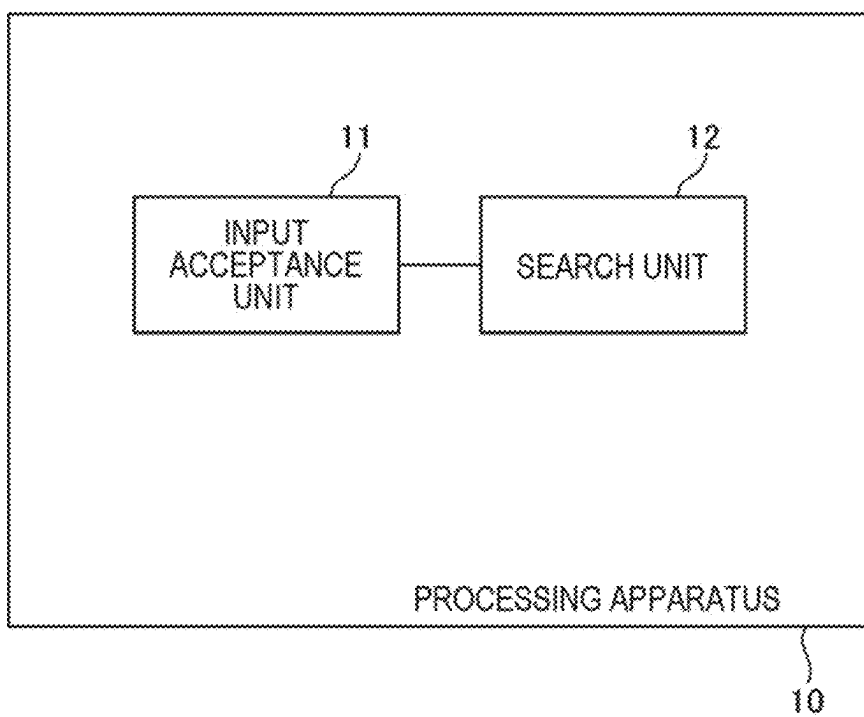 11
12
INPUT
ACCEPTANCE
UNIT
SEARCH UNIT
PROCESSING APPARATUS
10